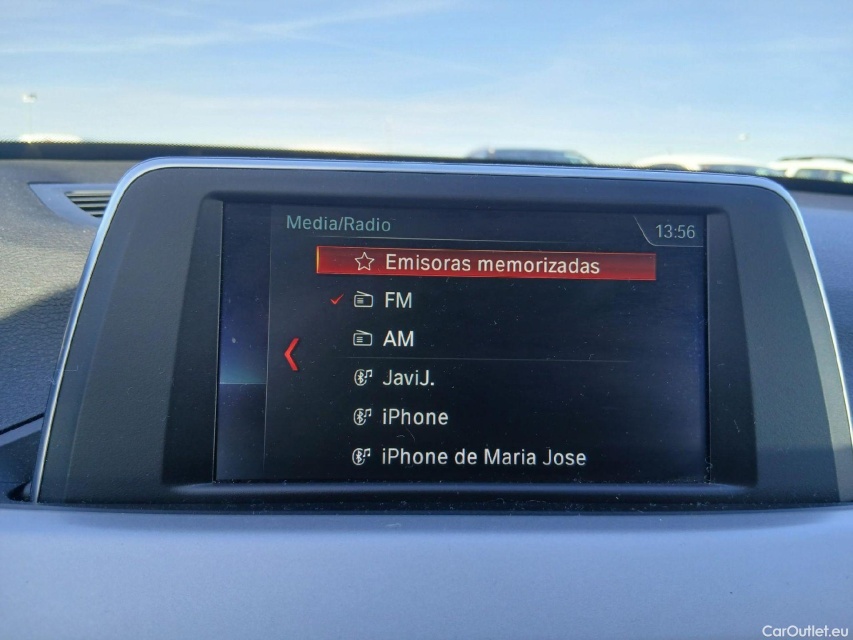 Media/Radio
13:56
Emisoras memorizadas
FM
AM
JaviJ.
iPhone
iPhone de Maria Jose
CarOutlet.eu